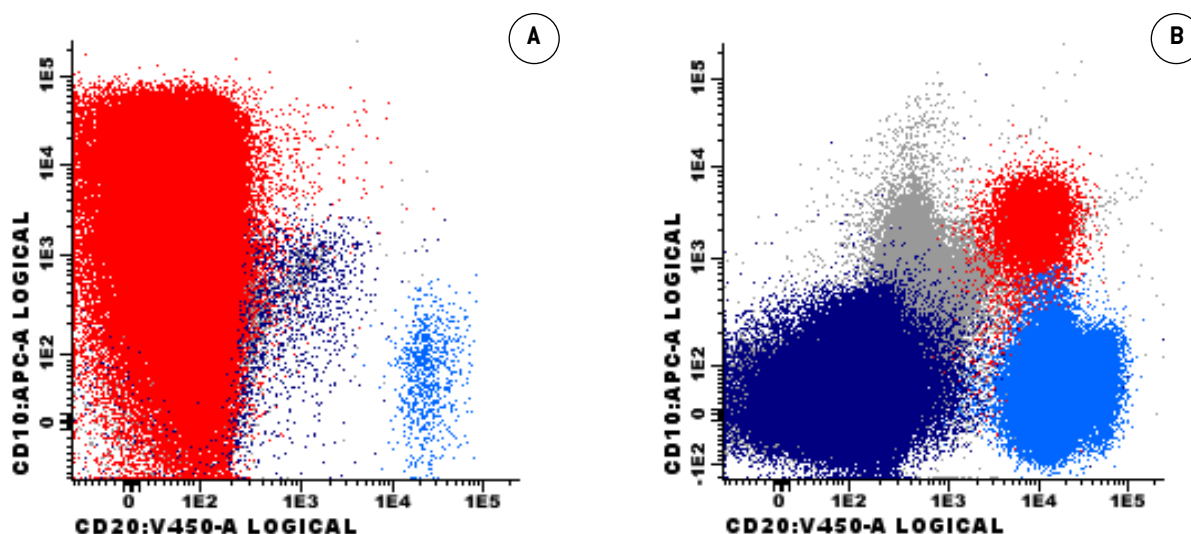 A
1E5
1E4
1E3
1E2
0
CD10:APC-A LOGICAL
0 1E2 1E3 1E4 1E5
CD20:V450-A LOGICAL
B
1E5
1E4
1E3
1E2
0
-1E2
CD10:APC-A LOGICAL
0 1E2 1E3 1E4 1E5
CD20:V450-A LOGICAL